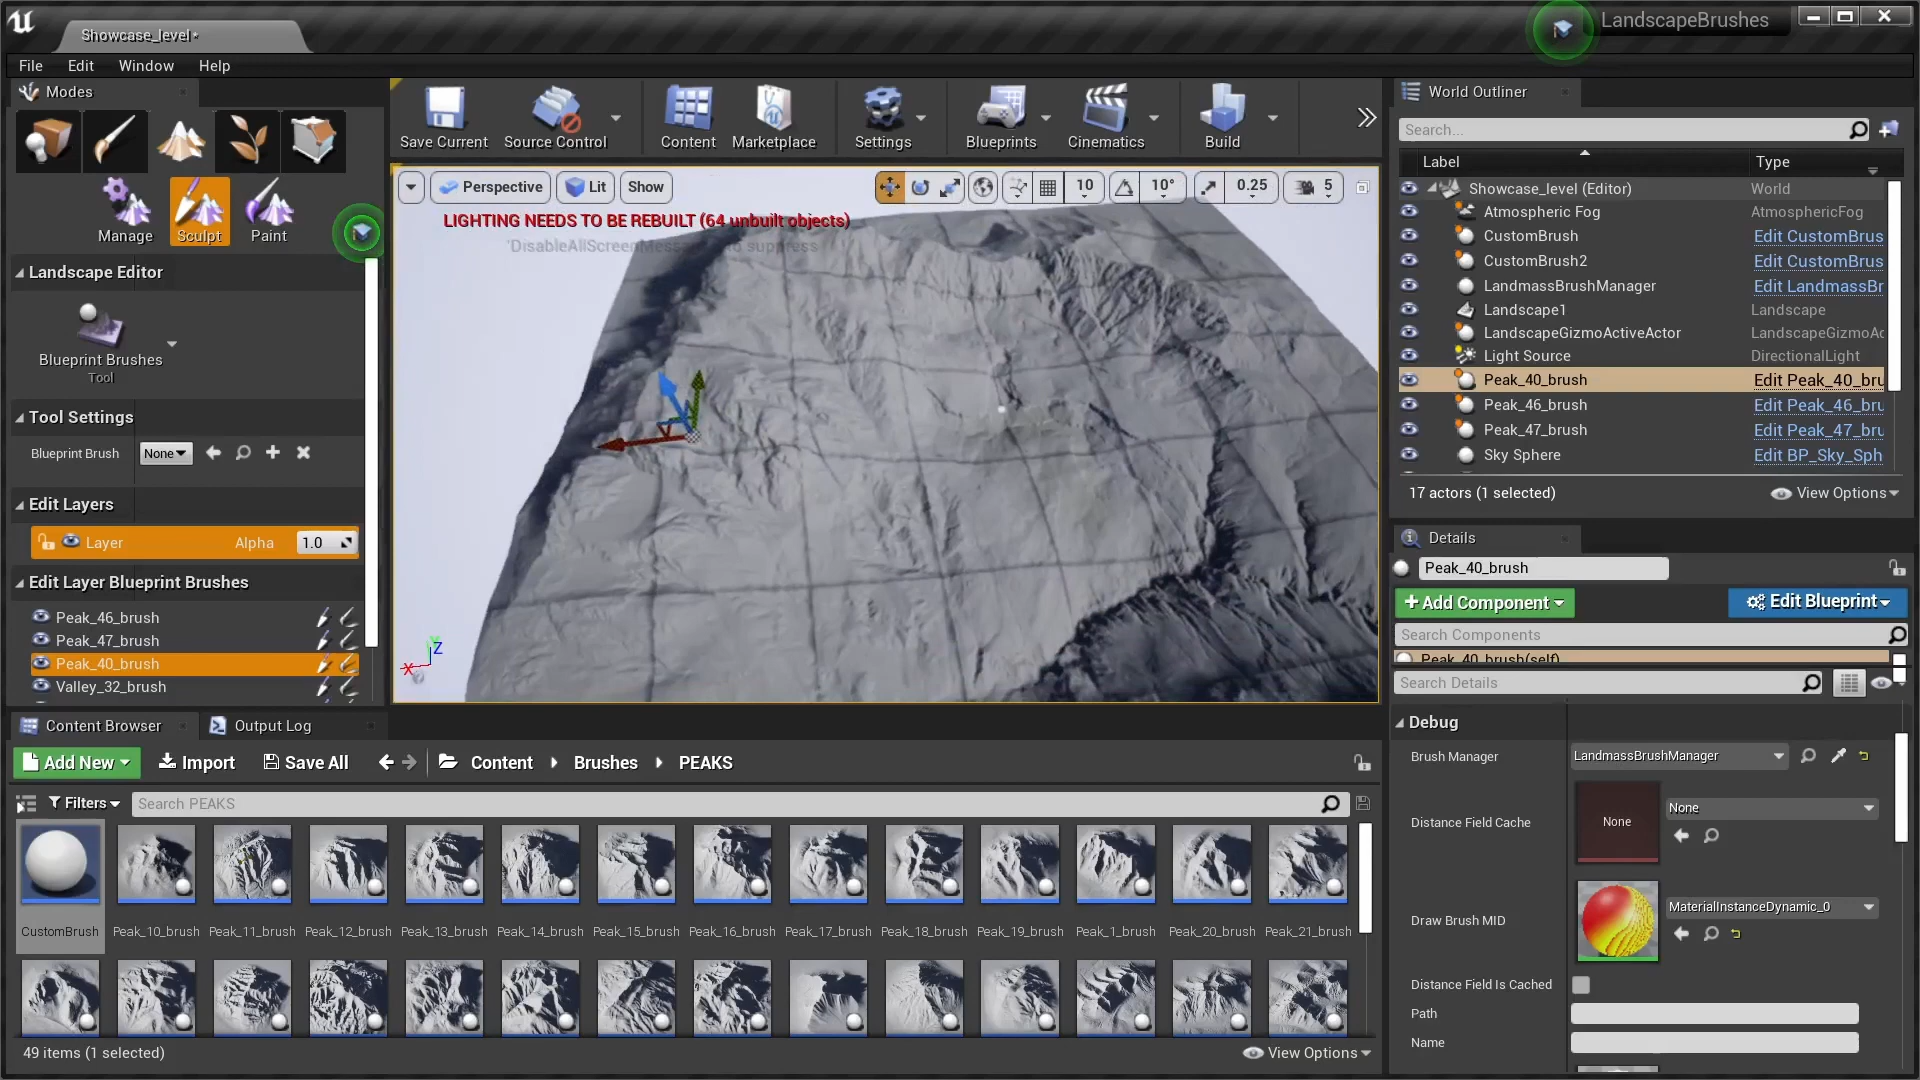 Showcase_level*
LandscapeBrushes
File Edit Window Help
Modes
Manage Sculpt Paint
Landscape Editor
Blueprint Brushes
Tool
Tool Settings
Blueprint Brush None
Edit Layers
Layer Alpha 1.0
Edit Layer Blueprint Brushes
Peak_46_brush
Peak_47_brush
Peak_40_brush
Valley_32_brush
Save Current Source Control Content Marketplace Settings Blueprints Cinematics Build
Perspective Lit Show 10 10° 0.25 5
LIGHTING NEEDS TO BE REBUILT (64 unbuilt objects)
'DisableAllScreenMessages' to suppress
X Y Z
World Outliner
Search...
Label Type
Showcase_level (Editor) World
Atmospheric Fog AtmosphericFog
CustomBrush Edit CustomBrus
CustomBrush2 Edit CustomBrus
LandmassBrushManager Edit LandmassBr
Landscape1 Landscape
LandscapeGizmoActiveActor LandscapeGizmoAc
Light Source DirectionalLight
Peak_40_brush Edit Peak_40_bru
Peak_46_brush Edit Peak_46_bru
Peak_47_brush Edit Peak_47_bru
Sky Sphere Edit BP_Sky_Sph
17 actors (1 selected) View Options
Details
Peak_40_brush
+Add Component Edit Blueprint
Search Components
Peak_40_brush(self)
Search Details
Debug
Brush Manager LandmassBrushManager
Distance Field Cache None None
Draw Brush MID MaterialInstanceDynamic_0
Distance Field Is Cached
Path
Name
Content Browser Output Log
Add New Import Save All Content Brushes PEAKS
Filters Search PEAKS
CustomBrush Peak_10_brush Peak_11_brush Peak_12_brush Peak_13_brush Peak_14_brush Peak_15_brush Peak_16_brush Peak_17_brush Peak_18_brush Peak_19_brush Peak_1_brush Peak_20_brush Peak_21_brush
49 items (1 selected) View Options